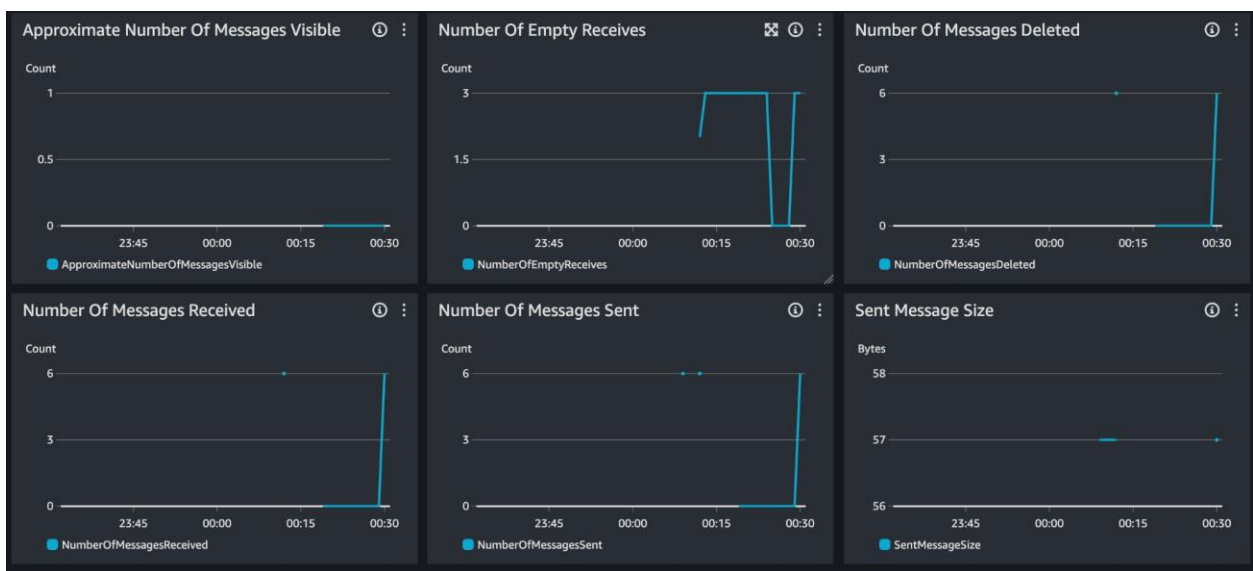 Approximate Number Of Messages Visible
Count
1
0.5
0
23:45 00:00 00:15 00:30
ApproximateNumberOfMessagesVisible
Number Of Empty Receives
Count
3
1.5
0
23:45 00:00 00:15 00:30
NumberOfEmptyReceives
Number Of Messages Deleted
Count
6
3
0
23:45 00:00 00:15 00:30
NumberOfMessagesDeleted
Number Of Messages Received
Count
6
3
0
23:45 00:00 00:15 00:30
NumberOfMessagesReceived
Number Of Messages Sent
Count
6
3
0
23:45 00:00 00:15 00:30
NumberOfMessagesSent
Sent Message Size
Bytes
58
57
56
23:45 00:00 00:15 00:30
SentMessageSize